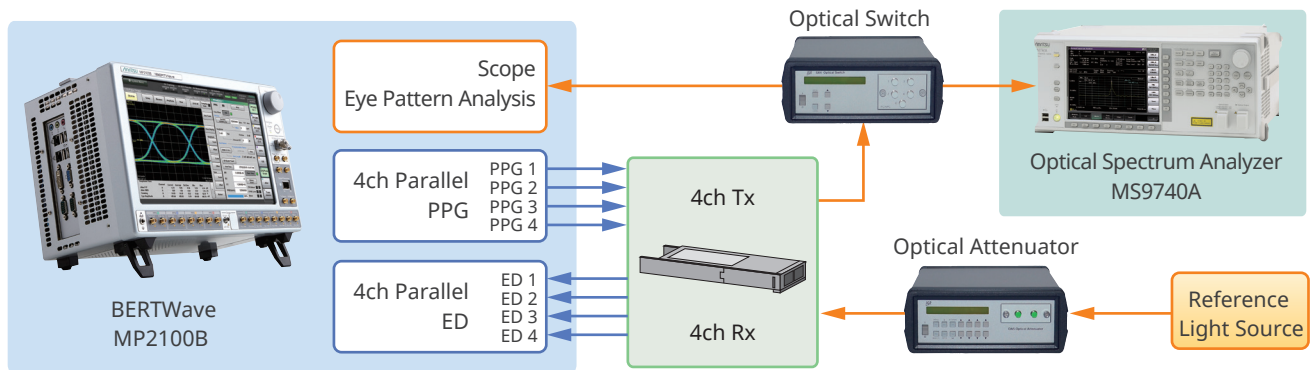 Optical Switch
Scope
Eye Pattern Analysis
4ch Parallel
PPG
PPG 1
PPG 2
PPG 3
PPG 4
4ch Tx
Optical Spectrum Analyzer
MS9740A
Optical Attenuator
4ch Parallel
ED
ED 1
ED 2
ED 3
ED 4
4ch Rx
Reference
Light Source
BERTWave
MP2100B